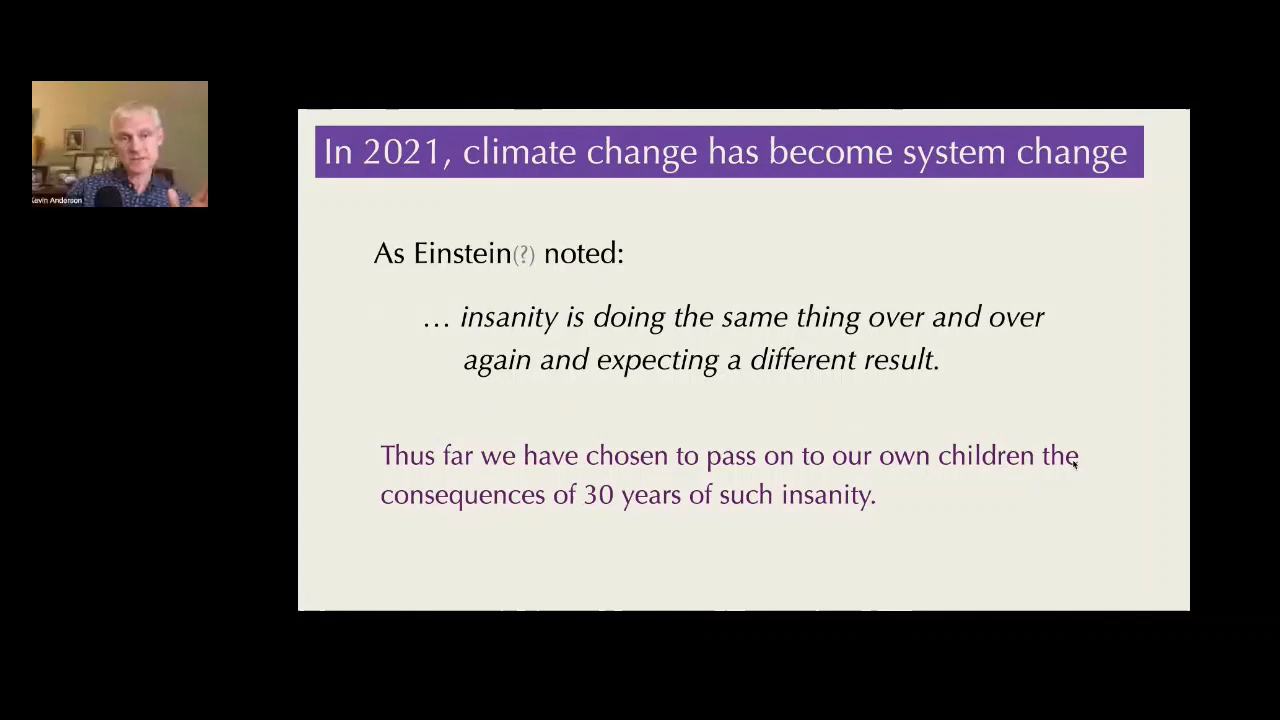 Kevin Anderson
In 2021, climate change has become system change
As Einstein(?) noted:
… insanity is doing the same thing over and over
again and expecting a different result.
Thus far we have chosen to pass on to our own children the
consequences of 30 years of such insanity.